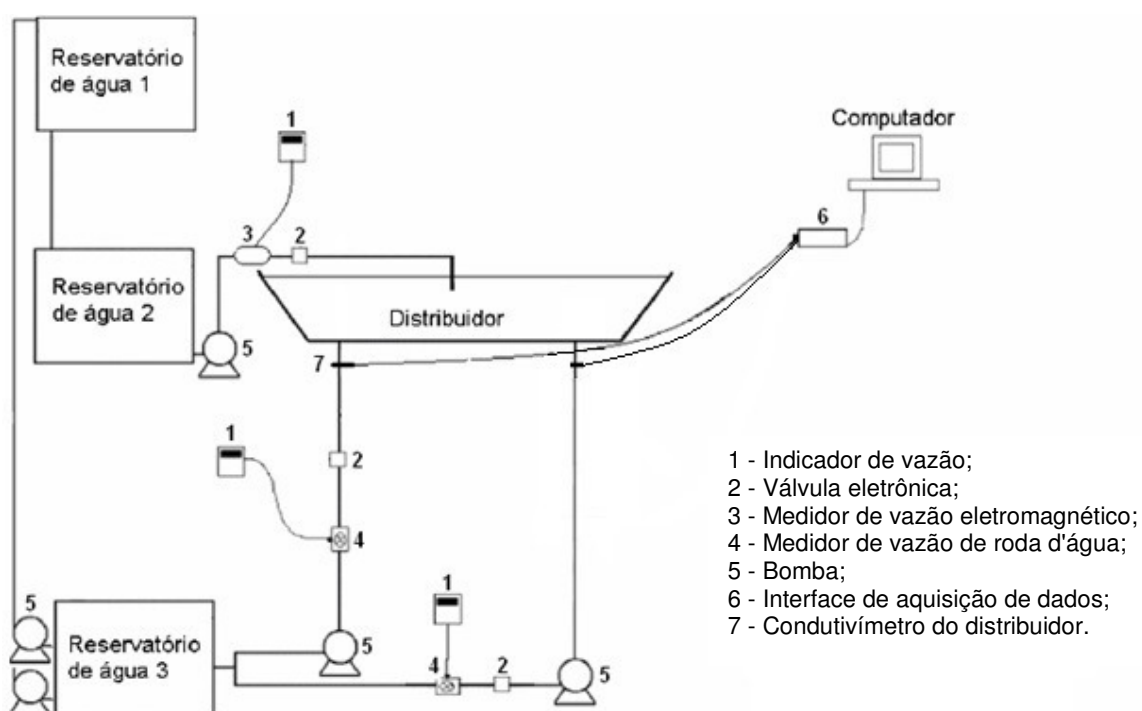 Reservatório
de água 1
1
Computador
3
2
6
Reservatório
de água 2
Distribuidor
5
7
1
2
1 - Indicador de vazão;
2 - Válvula eletrônica;
3 - Medidor de vazão eletromagnético;
4 - Medidor de vazão de roda d'água;
5 - Bomba;
6 - Interface de aquisição de dados;
7 - Condutivímetro do distribuidor.
4
1
5
Reservatório
de água 3
5
4
2
5